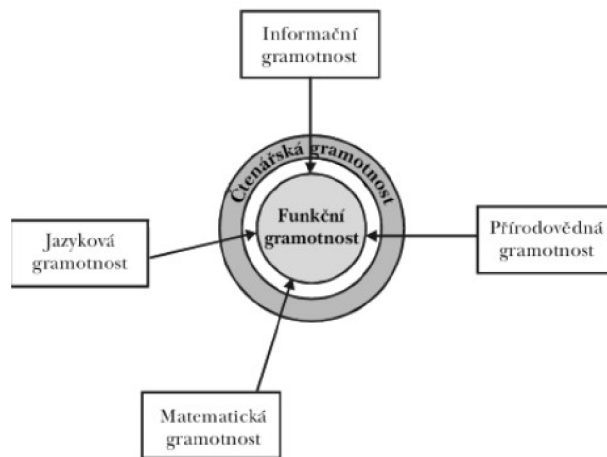 Informační
gramotnost
Čtenářská gramotnost
Funkční
gramotnost
Jazyková
gramotnost
Přírodovědná
gramotnost
Matematická
gramotnost